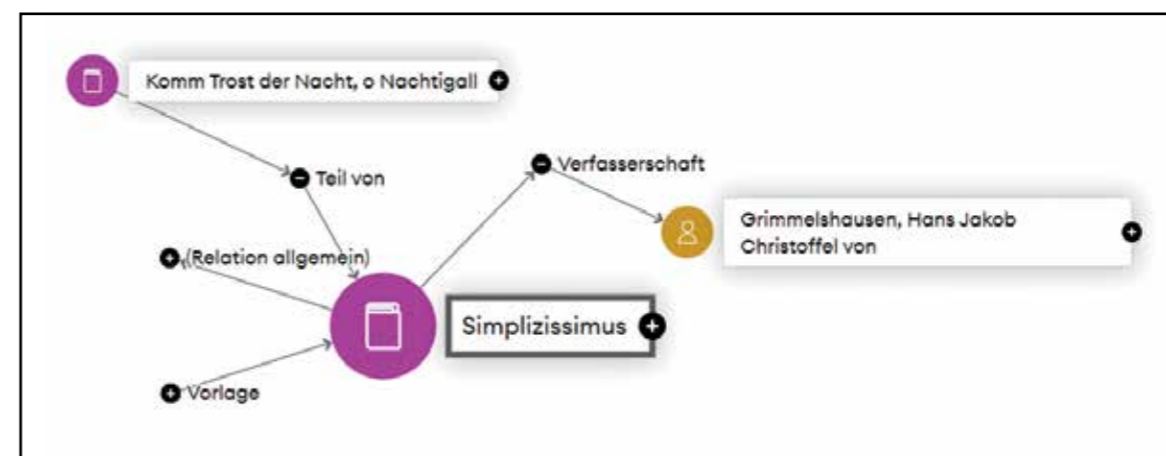 Komm Trost der Nacht, o Nachtigall
Teil von
Verfasserschaft
Grimmelshausen, Hans Jakob
Christoffel von
(Relation allgemein)
Simplizissimus
Vorlage